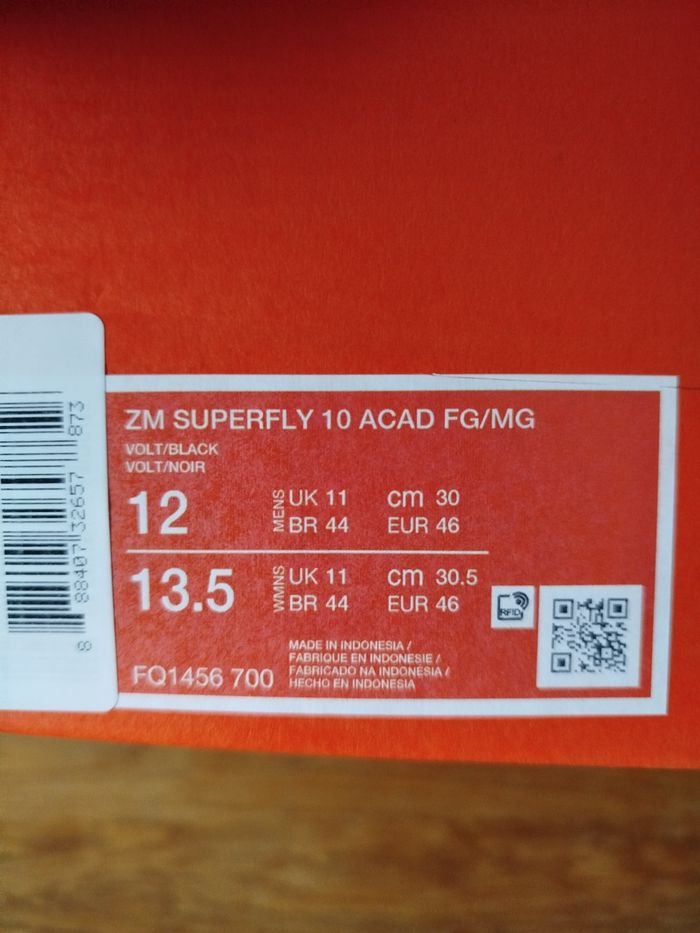 ZM SUPERFLY 10 ACAD FG/MG
VOLT/BLACK
VOLT/NOIR
12
MENS
UK 11 cm 30
BR 44 EUR 46
13.5
WMNS
UK 11 cm 30.5
BR 44 EUR 46
RFID
FQ1456 700
MADE IN INDONESIA /
FABRIQUE EN INDONESIE /
FABRICADO NA INDONESIA /
HECHO EN INDONESIA
8 88407 32657 873